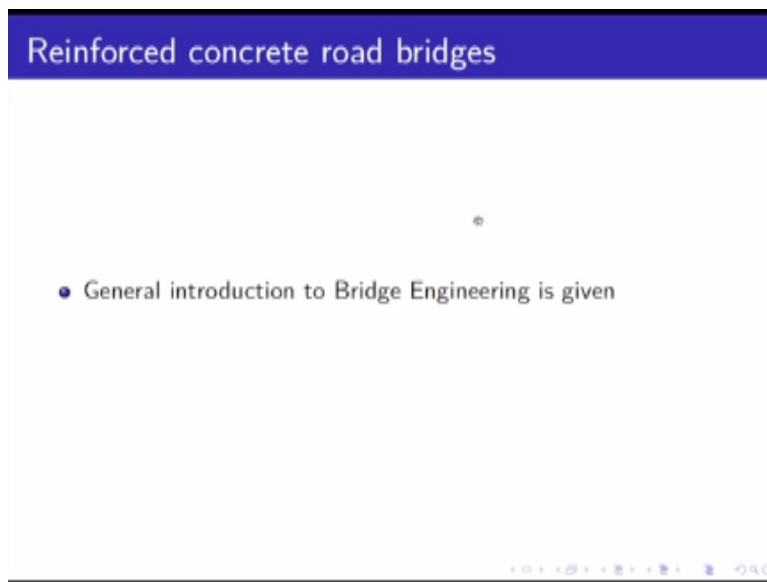 Reinforced concrete road bridges
General introduction to Bridge Engineering is given